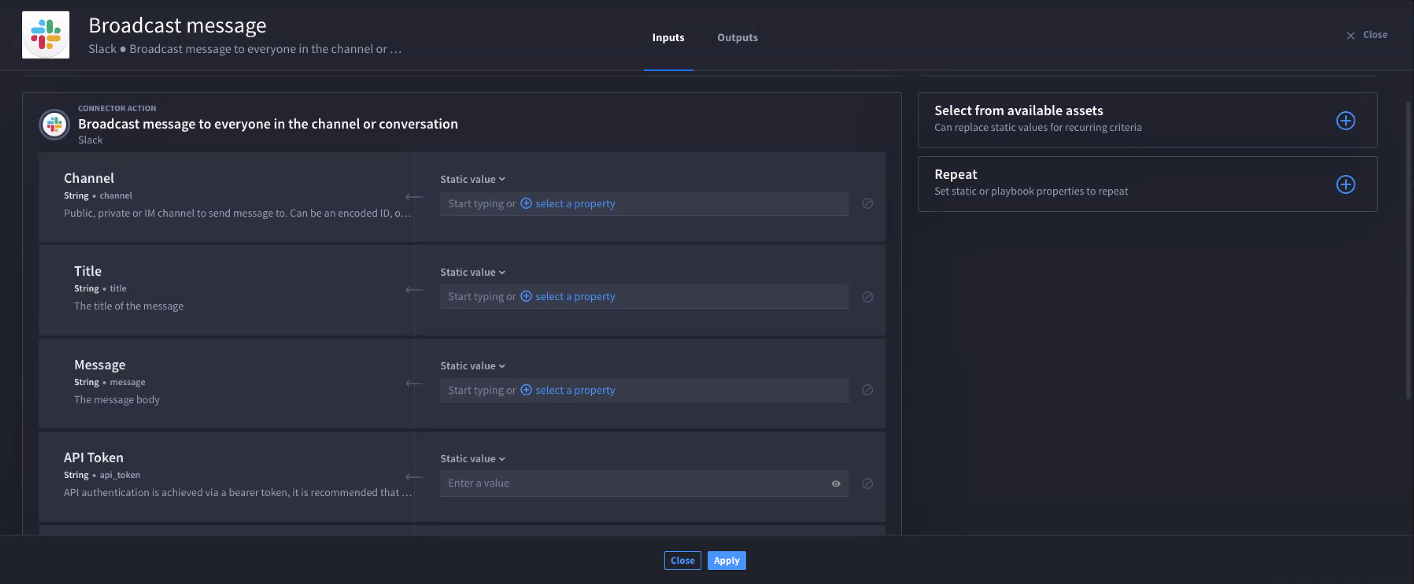 Broadcast message
Slack • Broadcast message to everyone in the channel or …
Inputs
Outputs
Close
CONNECTOR ACTION
Broadcast message to everyone in the channel or conversation
Slack
Channel
String • channel
Public, private or IM channel to send message to. Can be an encoded ID, o…
Static value
Start typing or select a property
Title
String • title
The title of the message
Static value
Start typing or select a property
Message
String • message
The message body
Static value
Start typing or select a property
API Token
String • api_token
API authentication is achieved via a bearer token, it is recommended that …
Static value
Enter a value
Select from available assets
Can replace static values for recurring criteria
Repeat
Set static or playbook properties to repeat
Close
Apply